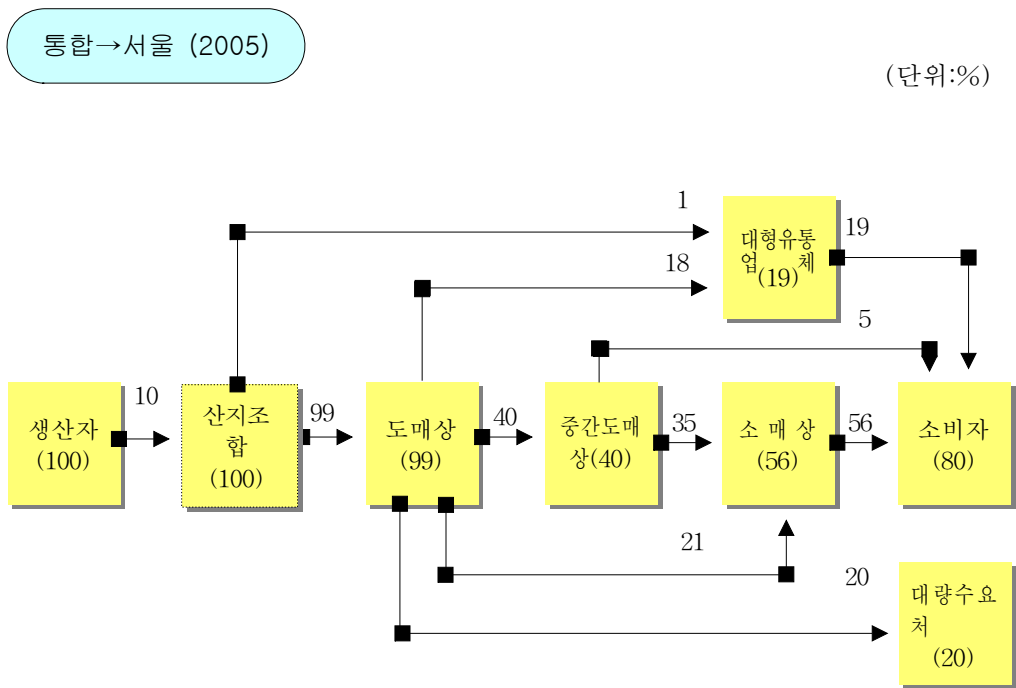 통합→서울 (2005)
(단위:%)
1
대형유통
업 체
(19)
19
18
5
생산자
(100)
10
산지조
합
(100)
99
도매상
(99)
40
중간도매
상(40)
35
소 매 상
(56)
56
소비자
(80)
21
20
대량수요
처
(20)